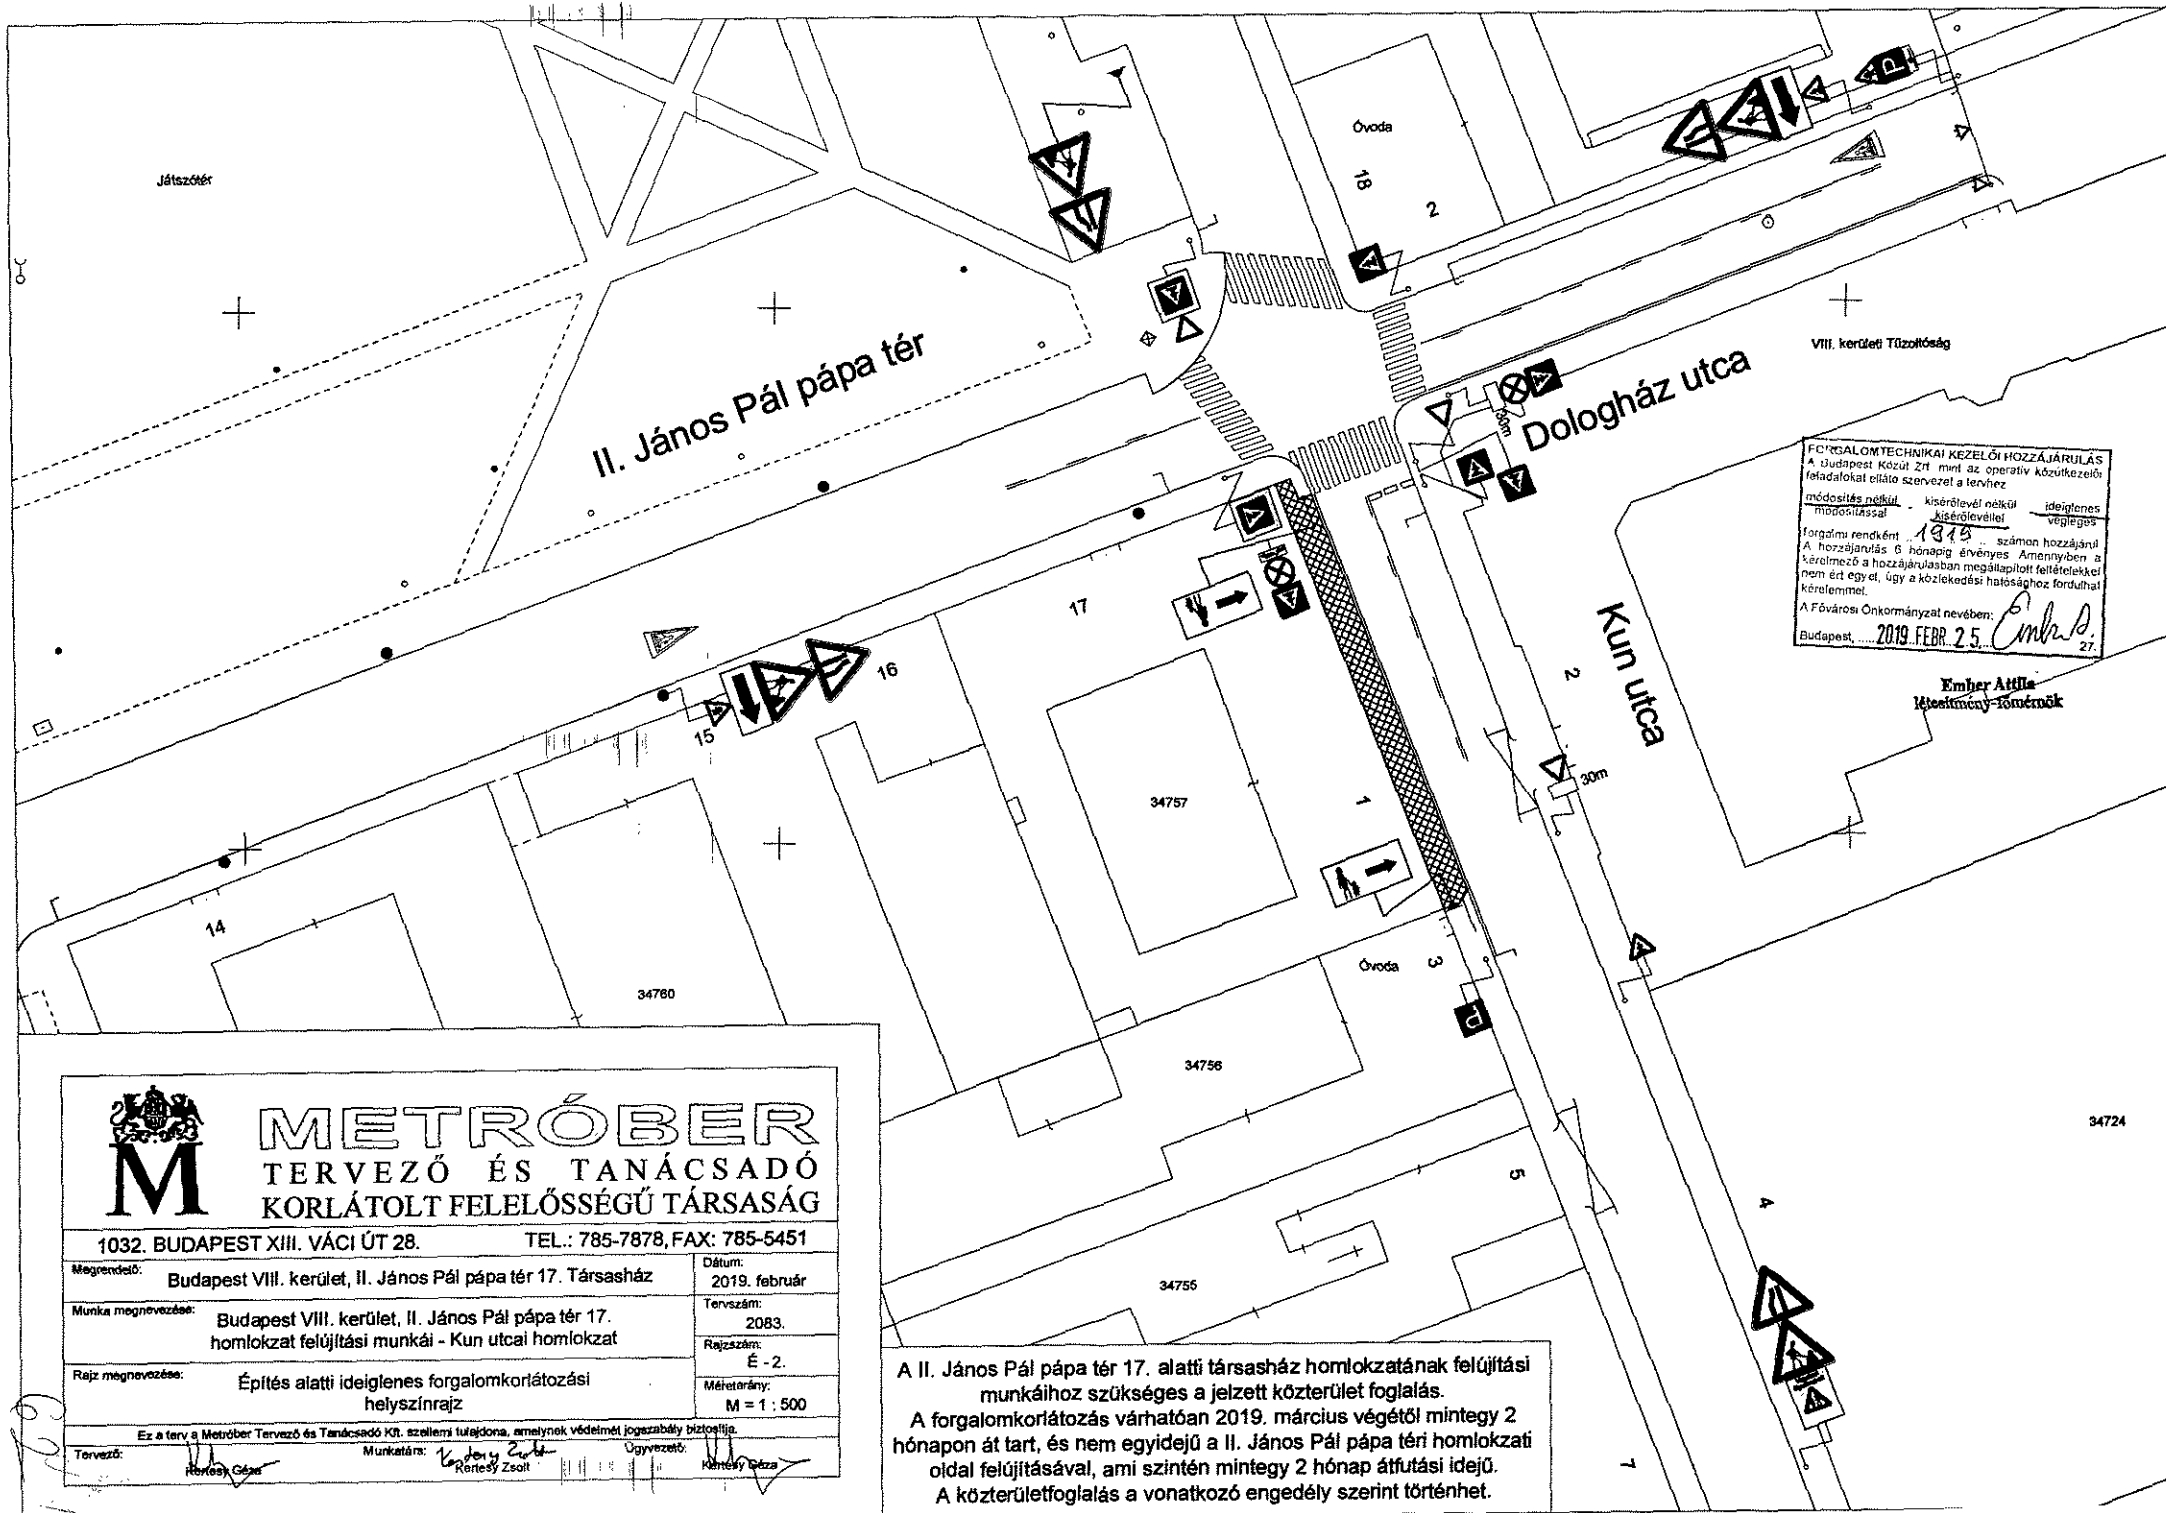 Játszótér
Óvoda
18
2
II. János Pál pápa tér
VIII. kerületi Tűzoltóság
P
30m
Dologház utca
FORGALOMTECHNIKAI KEZELŐI HOZZÁJÁRULÁS
A Budapest Közút Zrt mint az operatív közútkezelői
feladatokat ellátó szervezet a tervhez
módosítás nélkül - kísérőlevél nélkül ideiglenes
módosítással kísérőlevéllel végleges
forgalmi rendként 1919 számon hozzájárul
A hozzájárulás 6 hónapig érvényes Amennyiben a
kérelmező a hozzájárulásban megállapított feltételekkel
nem ért egyet, úgy a közlekedési hatósághoz fordulhat
kérelemmel.
A Fővárosi Önkormányzat nevében:
Budapest, 2019 FEBR. 25.
27.
Ember Attila
létesítmény-főmérnök
Kun utca
17
16
15
14
2
30m
34757
1
34760
Óvoda
3
P
34756
34724
5
4
34755
7
METRÓBER
TERVEZŐ ÉS TANÁCSADÓ
KORLÁTOLT FELELŐSSÉGŰ TÁRSASÁG
M
1032. BUDAPEST XIII. VÁCI ÚT 28. TEL.: 785-7878, FAX: 785-5451
Megrendelő: Budapest VIII. kerület, II. János Pál pápa tér 17. Társasház
Dátum:
2019. február
Munka megnevezése: Budapest VIII. kerület, II. János Pál pápa tér 17.
homlokzat felújítási munkái - Kun utcai homlokzat
Tervszám:
2083.
Rajzszám:
É - 2.
Rajz megnevezése: Építés alatti ideiglenes forgalomkorlátozási
helyszínrajz
Méretarány:
M = 1 : 500
Ez a terv a Metróber Tervező és Tanácsadó Kft. szellemi tulajdona, amelynek védelmét jogszabály biztosítja.
Tervező: Kertesy Géza
Munkatárs: Kertesy Zsolt
Ügyvezető: Kertesy Géza
A II. János Pál pápa tér 17. alatti társasház homlokzatának felújítási
munkáihoz szükséges a jelzett közterület foglalás.
A forgalomkorlátozás várhatóan 2019. március végétől mintegy 2
hónapon át tart, és nem egyidejű a II. János Pál pápa téri homlokzati
oldal felújításával, ami szintén mintegy 2 hónap átfutási idejű.
A közterületfoglalás a vonatkozó engedély szerint történhet.